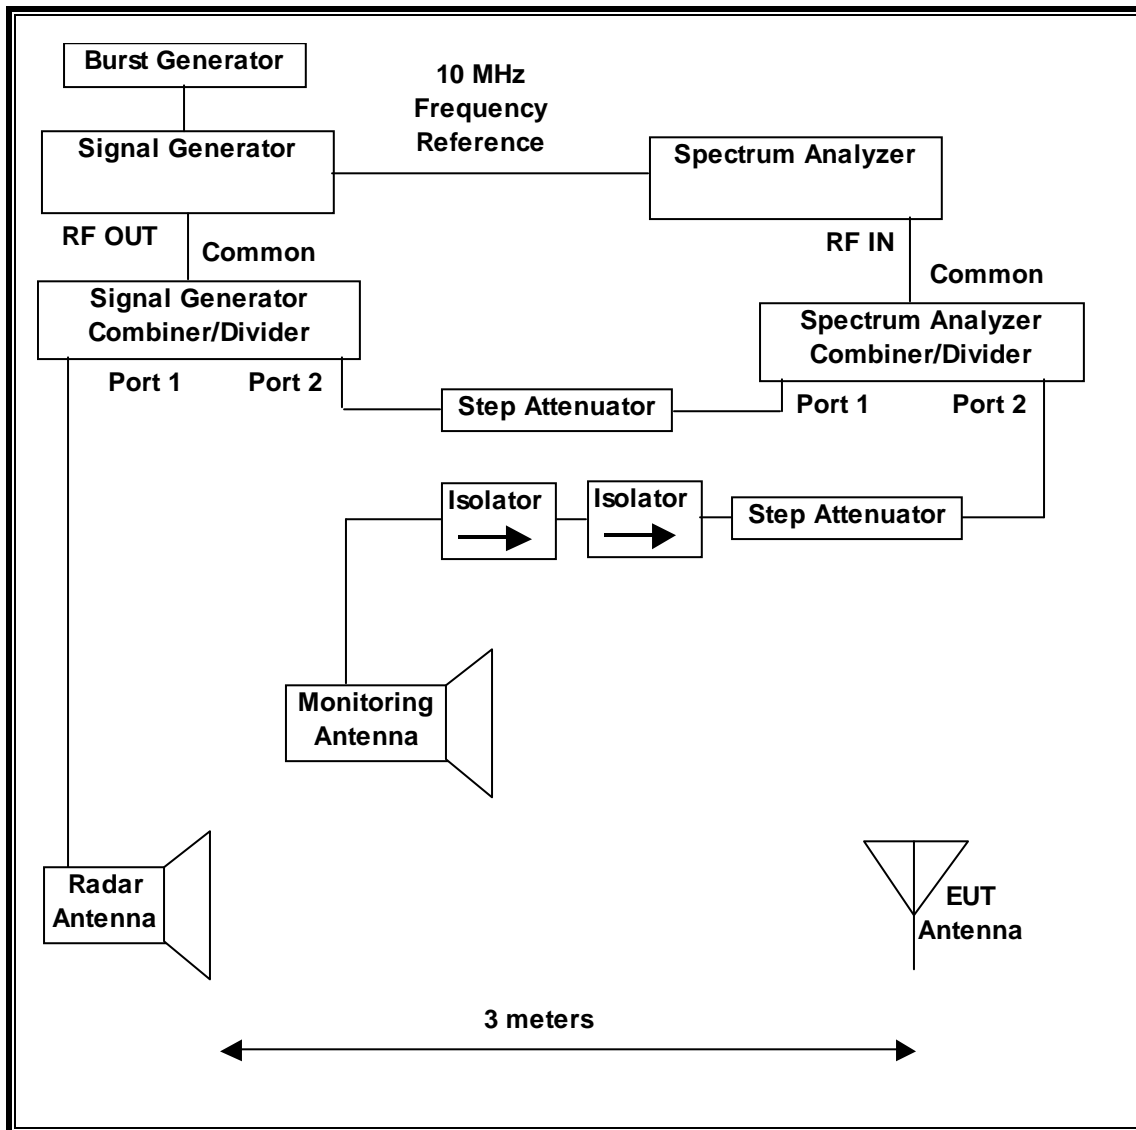 Burst Generator
10 MHz
Frequency
Reference
Signal Generator
Spectrum Analyzer
RF OUT
Common
RF IN
Common
Signal Generator
Combiner/Divider
Spectrum Analyzer
Combiner/Divider
Port 1
Port 2
Step Attenuator
Port 1
Port 2
Isolator
Isolator
Step Attenuator
Monitoring
Antenna
Radar
Antenna
EUT
Antenna
3 meters